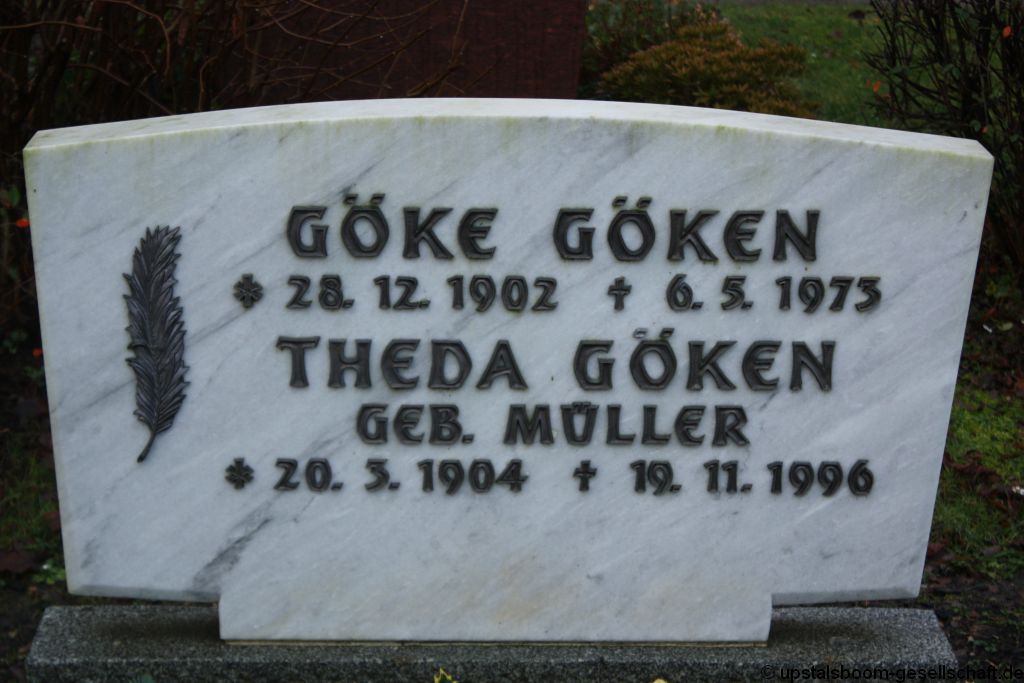 GÖKE GÖKEN
* 28. 12. 1902 † 6. 5. 1973
THEDA GÖKEN
GEB. MÜLLER
* 20. 3. 1904 † 19. 11. 1996
© upstalsboom-gesellschaft.de